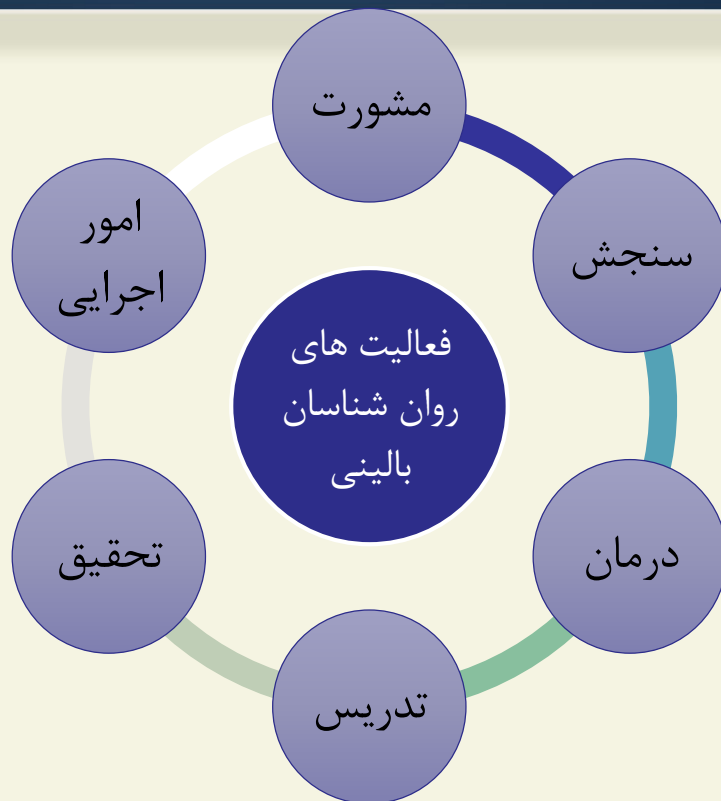 مشورت
سنجش
درمان
تدریس
تحقیق
امور
اجرایی
فعالیت های
روان شناسان
بالینی